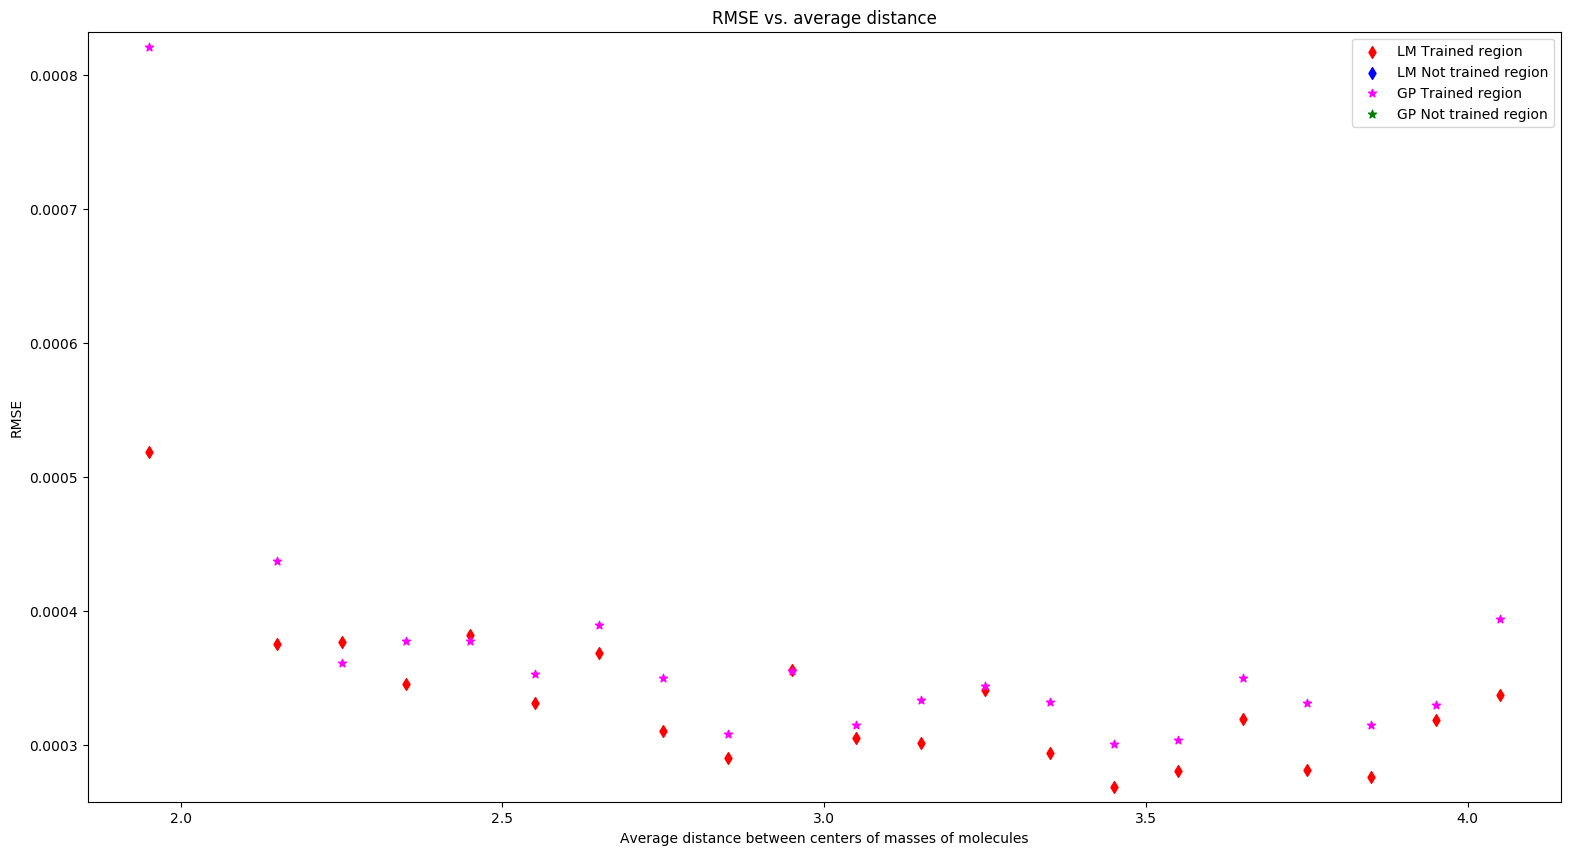 RMSE vs. average distance
LM Trained region
LM Not trained region
GP Trained region
GP Not trained region
0.0008
0.0007
0.0006
0.0005
0.0004
0.0003
RMSE
2.0 2.5 3.0 3.5 4.0
Average distance between centers of masses of molecules